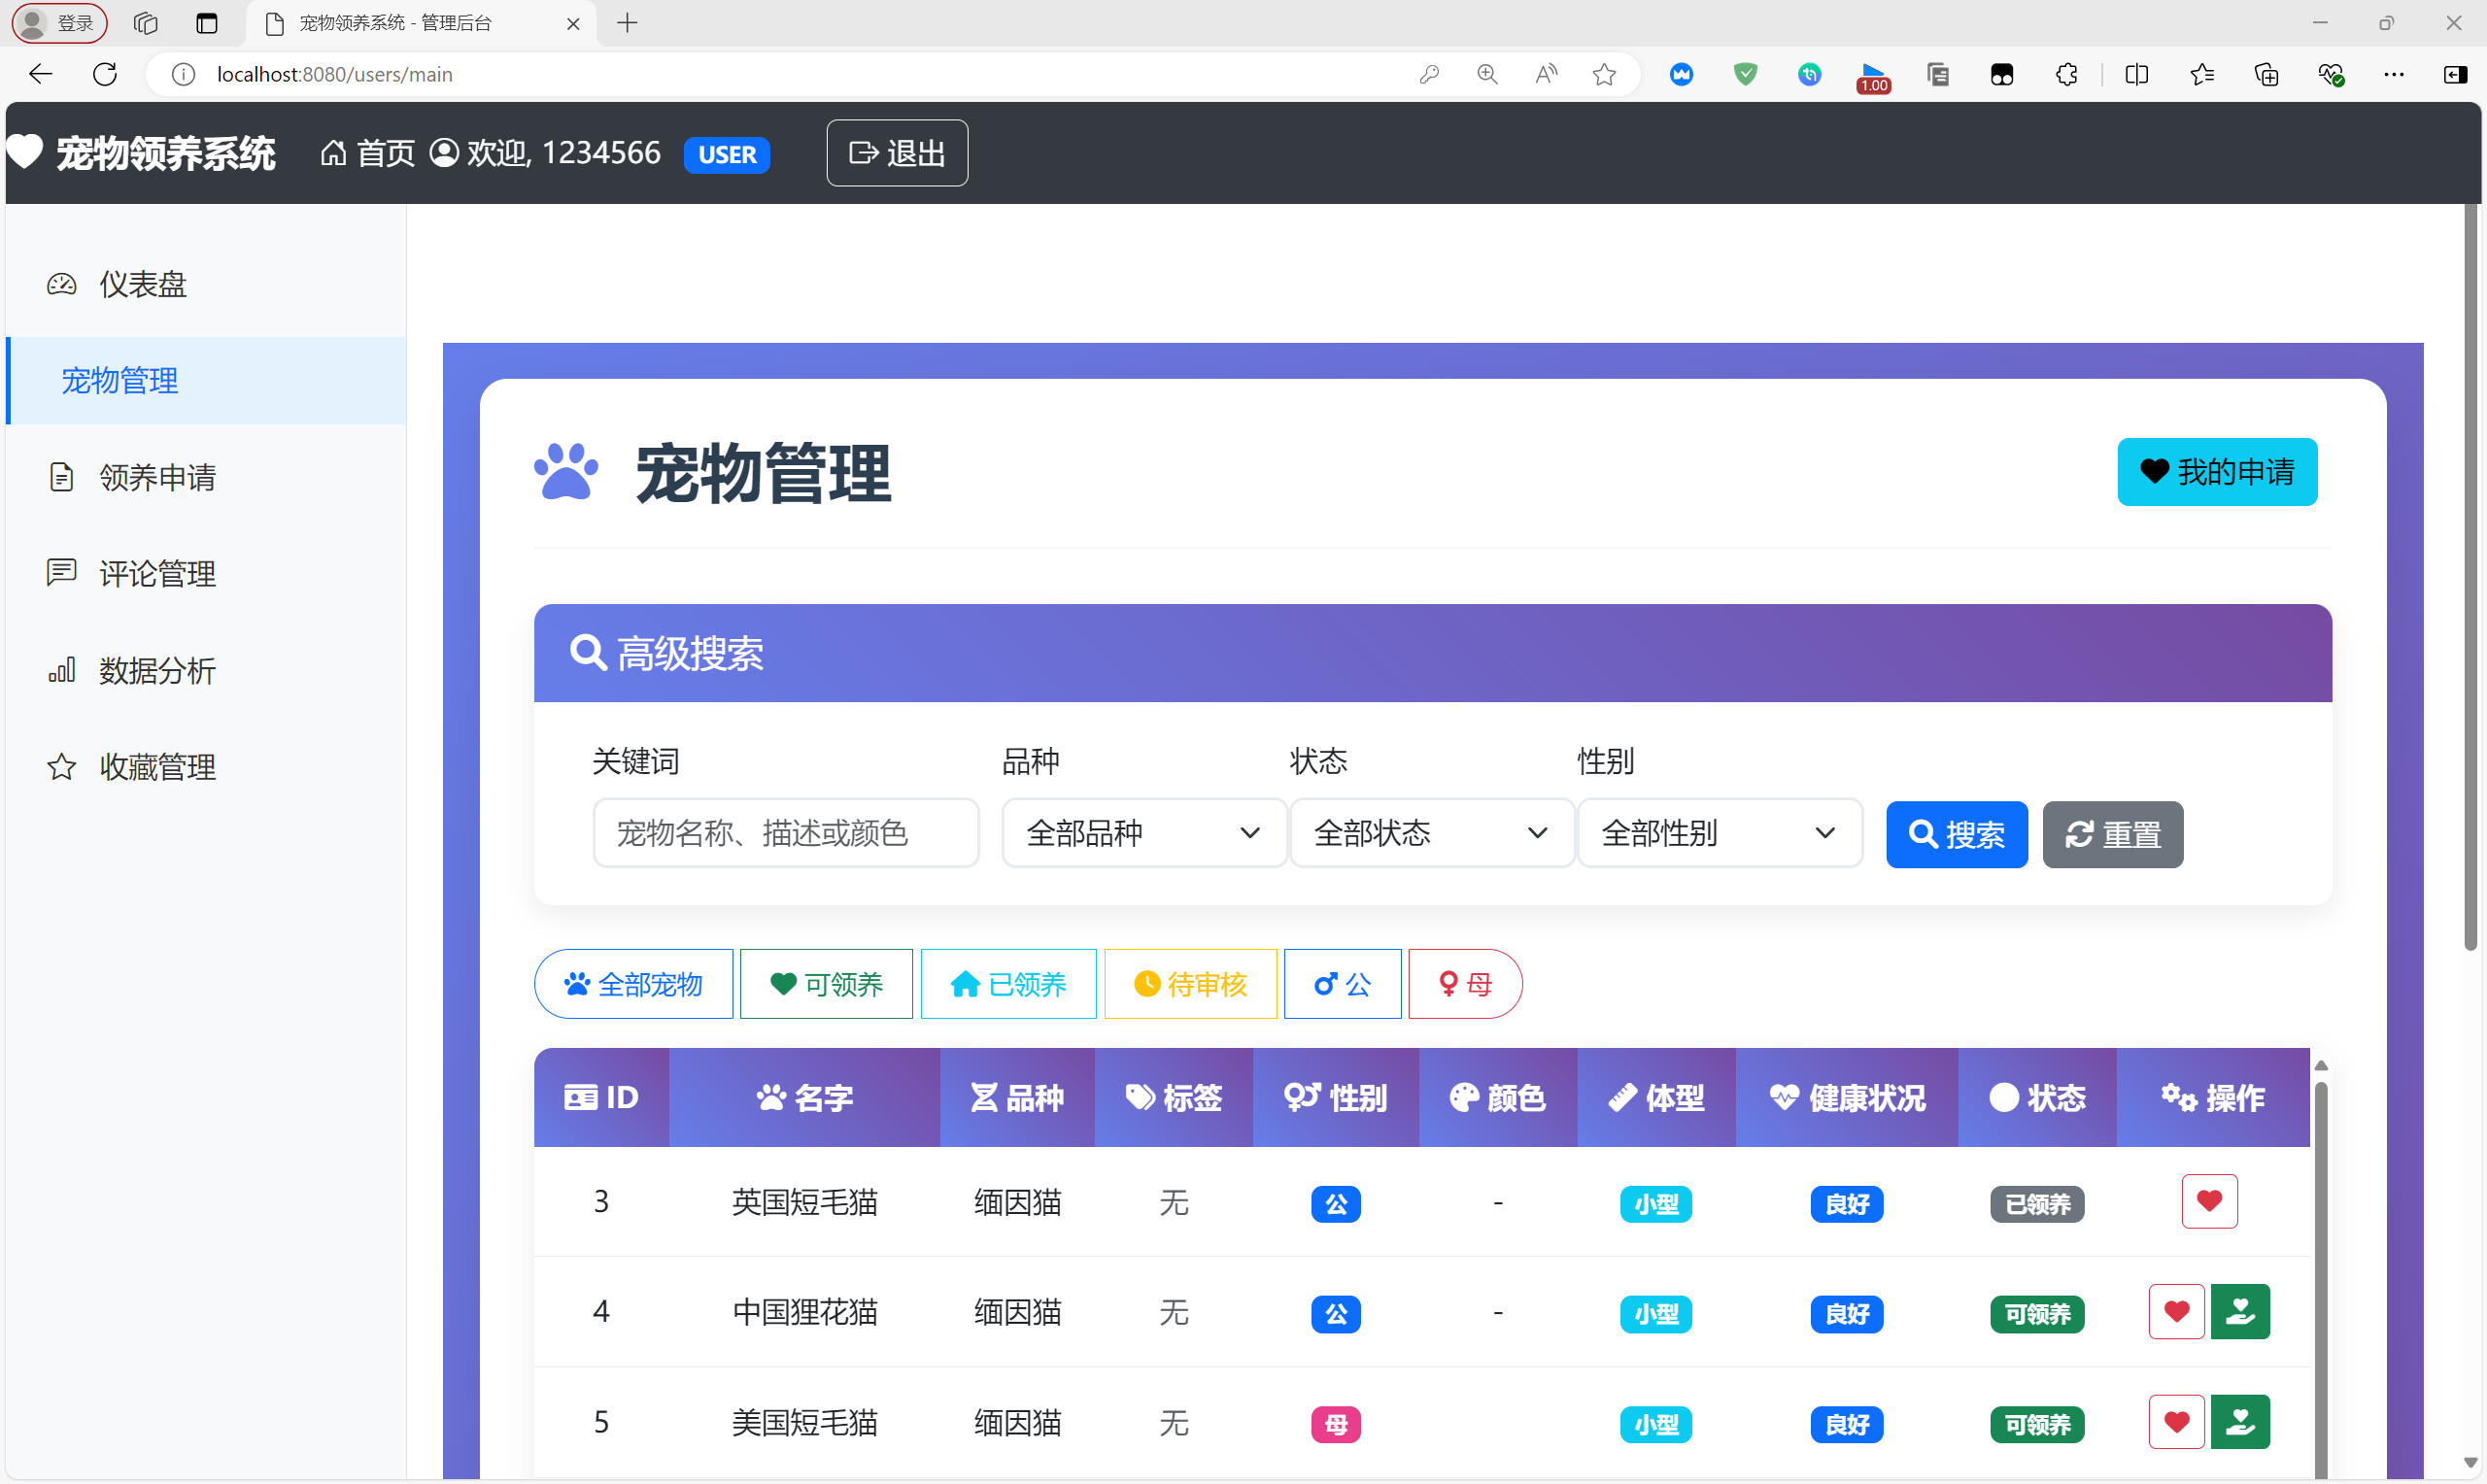 登录
宠物领养系统 - 管理后台
localhost:8080/users/main
1.00
宠物领养系统 首页 欢迎, 1234566 USER 退出
仪表盘
宠物管理
领养申请
评论管理
数据分析
收藏管理
宠物管理 我的申请
高级搜索
关键词 品种 状态 性别
宠物名称、描述或颜色 全部品种 全部状态 全部性别 搜索 重置
全部宠物 可领养 已领养 待审核 公 母
ID 名字 品种 标签 性别 颜色 体型 健康状况 状态 操作
3 英国短毛猫 缅因猫 无 公 - 小型 良好 已领养
4 中国狸花猫 缅因猫 无 公 - 小型 良好 可领养
5 美国短毛猫 缅因猫 无 母 小型 良好 可领养